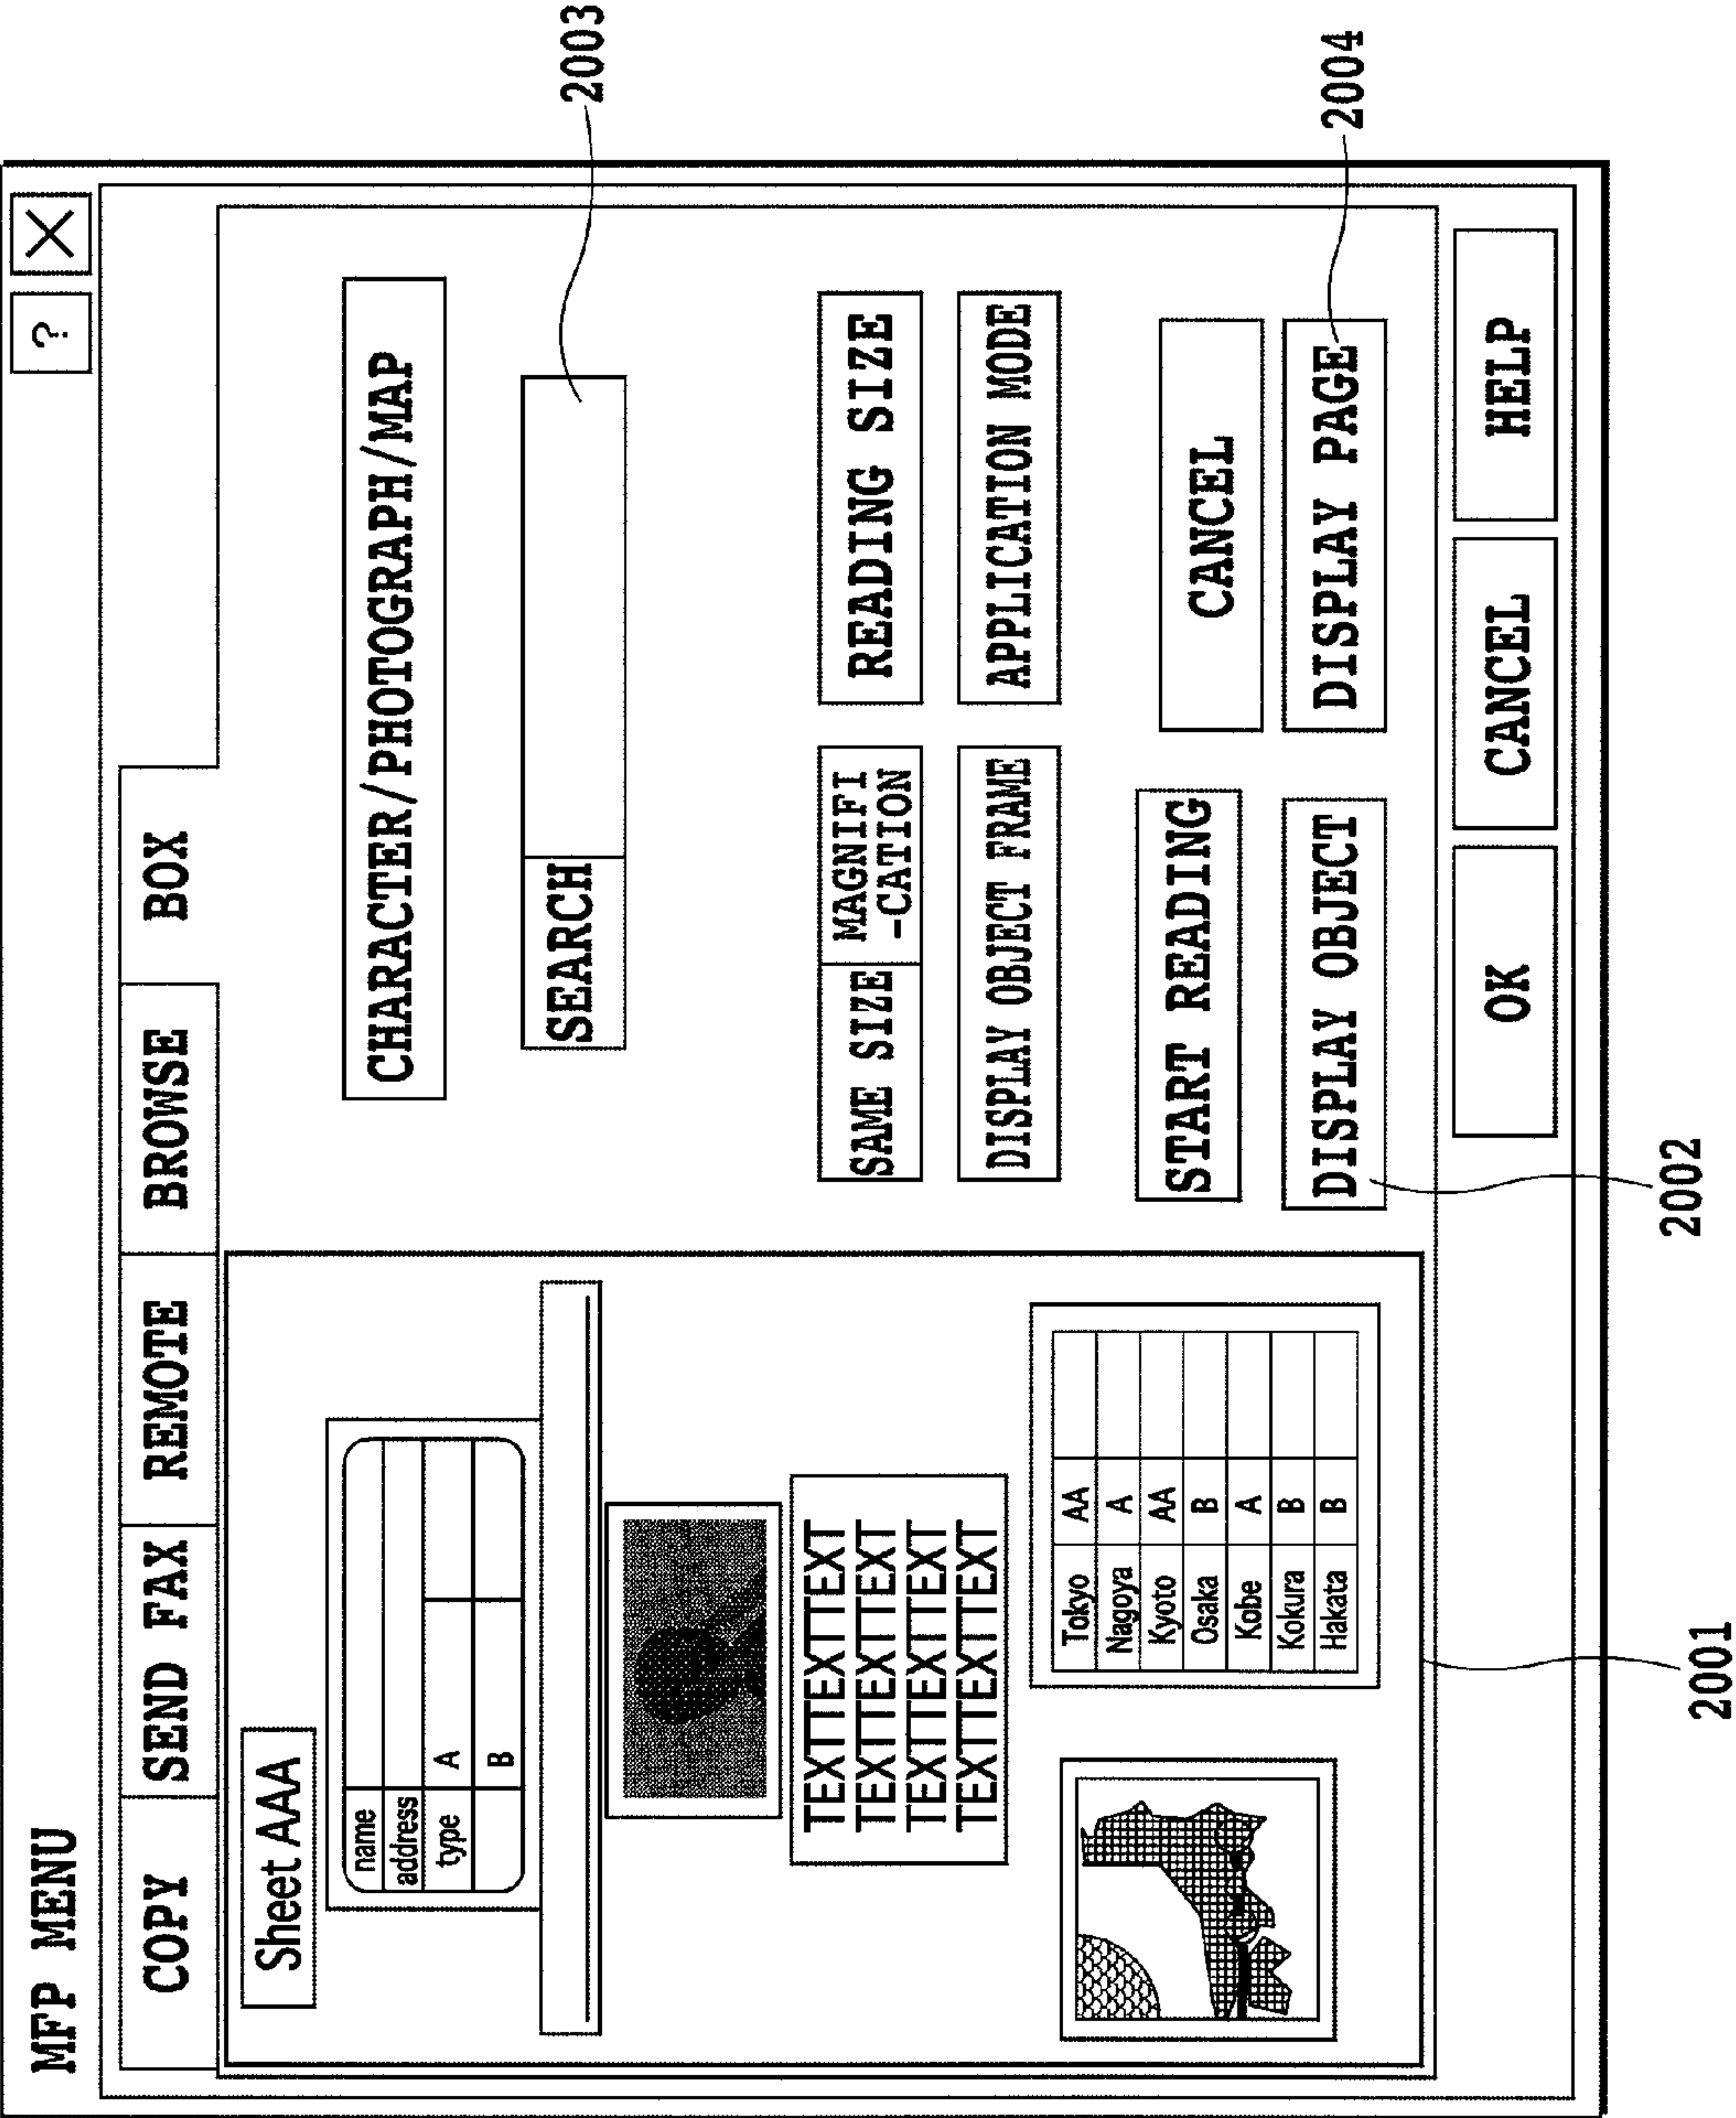 MFP MENU
?
X
COPY
SEND FAX
REMOTE
BROWSE
BOX
Sheet AAA
name
address
type A
B
TEXTTEXTTEXT
TEXTTEXTTEXT
TEXTTEXTTEXT
TEXTTEXTTEXT
Tokyo AA
Nagoya A
Kyoto AA
Osaka B
Kobe A
Kokura B
Hakata B
CHARACTER/PHOTOGRAPH/MAP
SEARCH
2003
SAME SIZE
MAGNIFI
-CATION
READING SIZE
DISPLAY OBJECT FRAME
APPLICATION MODE
START READING
CANCEL
DISPLAY OBJECT
DISPLAY PAGE
2004
OK
CANCEL
HELP
2001
2002